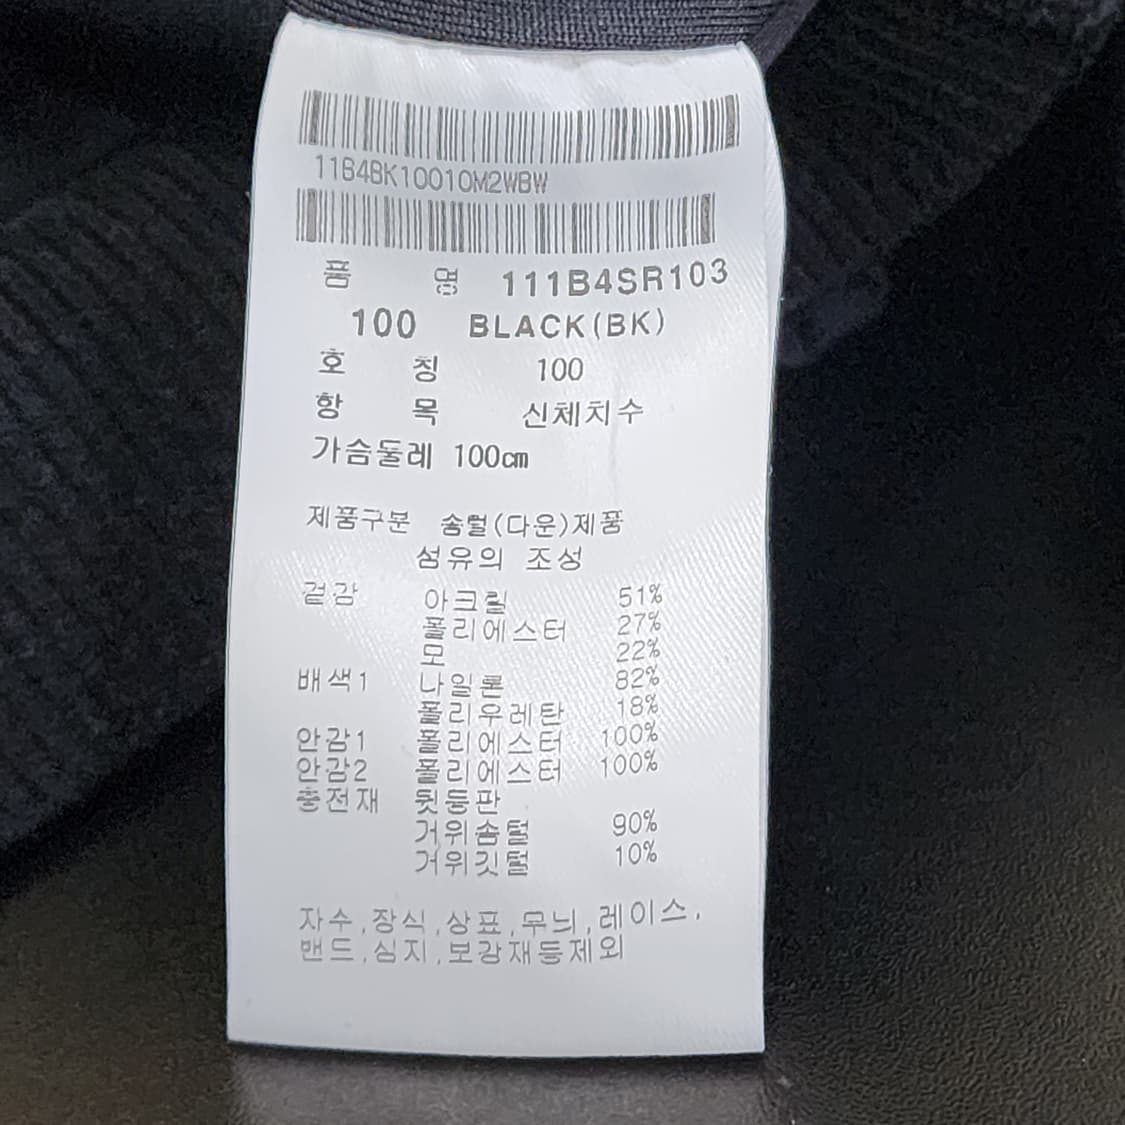 11B4BK10010M2WBW
품 명 111B4SR103
100 BLACK(BK)
호 칭 100
항 목 신체치수
가슴둘레 100cm
제품구분 솜털(다운)제품
섬유의 조성
겉감 아크릴 51%
폴리에스터 27%
모 22%
배색1 나일론 82%
폴리우레탄 18%
안감1 폴리에스터 100%
안감2 폴리에스터 100%
충전재 뒷등판
거위솜털 90%
거위깃털 10%
자수,장식,상표,무늬,레이스,
밴드,심지,보강재등제외